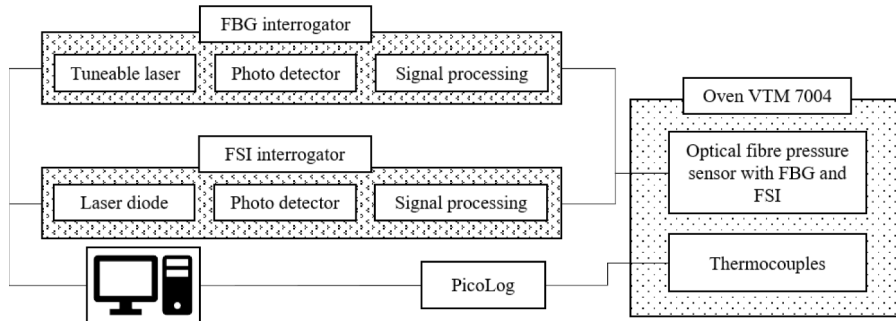 FBG interrogator
Tuneable laser
Photo detector
Signal processing
FSI interrogator
Laser diode
Photo detector
Signal processing
PicoLog
Oven VTM 7004
Optical fibre pressure
sensor with FBG and
FSI
Thermocouples